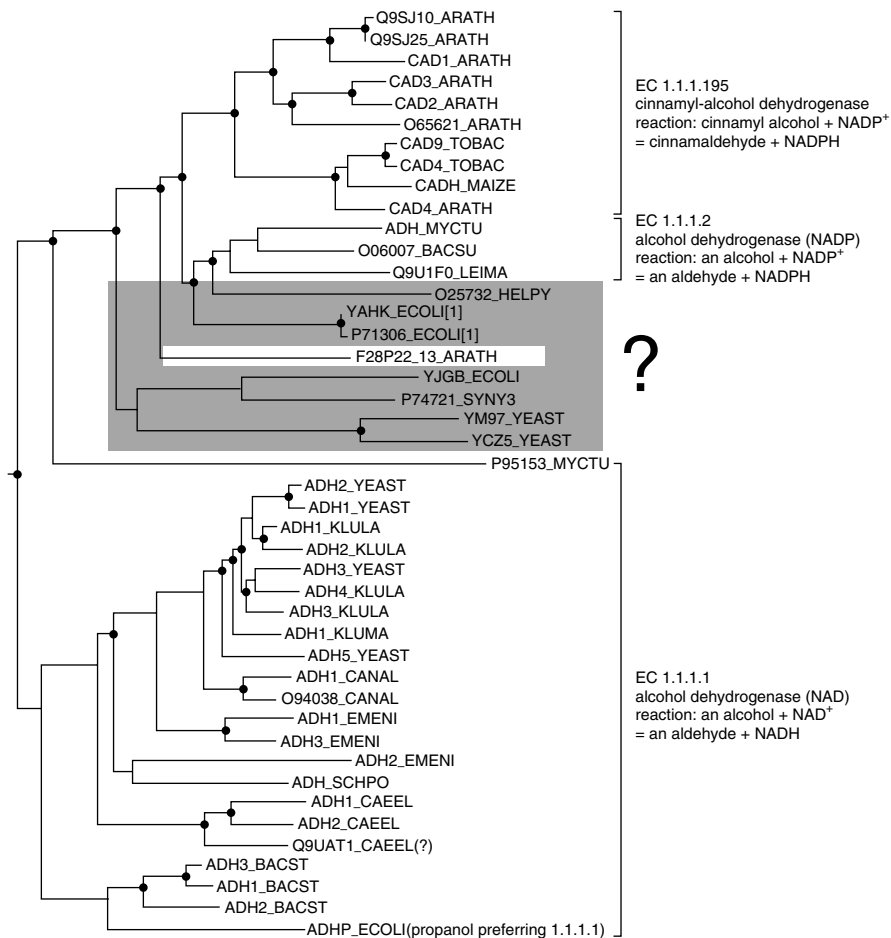 Q9SJ10_ARATH
Q9SJ25_ARATH
CAD1_ARATH
CAD3_ARATH
CAD2_ARATH
O65621_ARATH
CAD9_TOBAC
CAD4_TOBAC
CADH_MAIZE
CAD4_ARATH
EC 1.1.1.195
cinnamyl-alcohol dehydrogenase
reaction: cinnamyl alcohol + NADP+
= cinnamaldehyde + NADPH
ADH_MYCTU
O06007_BACSU
Q9U1F0_LEIMA
EC 1.1.1.2
alcohol dehydrogenase (NADP)
reaction: an alcohol + NADP+
= an aldehyde + NADPH
O25732_HELPY
YAHK_ECOLI[1]
P71306_ECOLI[1]
F28P22_13_ARATH
YJGB_ECOLI
P74721_SYNY3
YM97_YEAST
YCZ5_YEAST
?
P95153_MYCTU
ADH2_YEAST
ADH1_YEAST
ADH1_KLULA
ADH2_KLULA
ADH3_YEAST
ADH4_KLULA
ADH3_KLULA
ADH1_KLUMA
ADH5_YEAST
ADH1_CANAL
O94038_CANAL
ADH1_EMENI
ADH3_EMENI
ADH2_EMENI
ADH_SCHPO
ADH1_CAEEL
ADH2_CAEEL
Q9UAT1_CAEEL(?)
ADH3_BACST
ADH1_BACST
ADH2_BACST
ADHP_ECOLI(propanol preferring 1.1.1.1)
EC 1.1.1.1
alcohol dehydrogenase (NAD)
reaction: an alcohol + NAD+
= an aldehyde + NADH